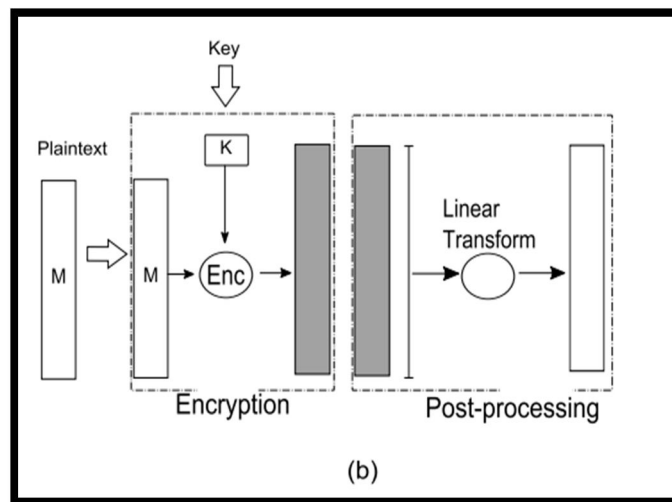 Key
Plaintext
K
Linear
Transform
M
M
Enc
Encryption
Post-processing
(b)